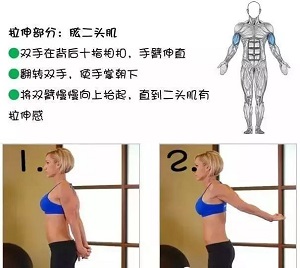 拉伸部分：肱二头肌
●双手在背后十指相扣，手臂伸直
●翻转双手，使手掌朝下
●将双臂慢慢向上抬起，直到二头肌有
拉伸感
1. 2.